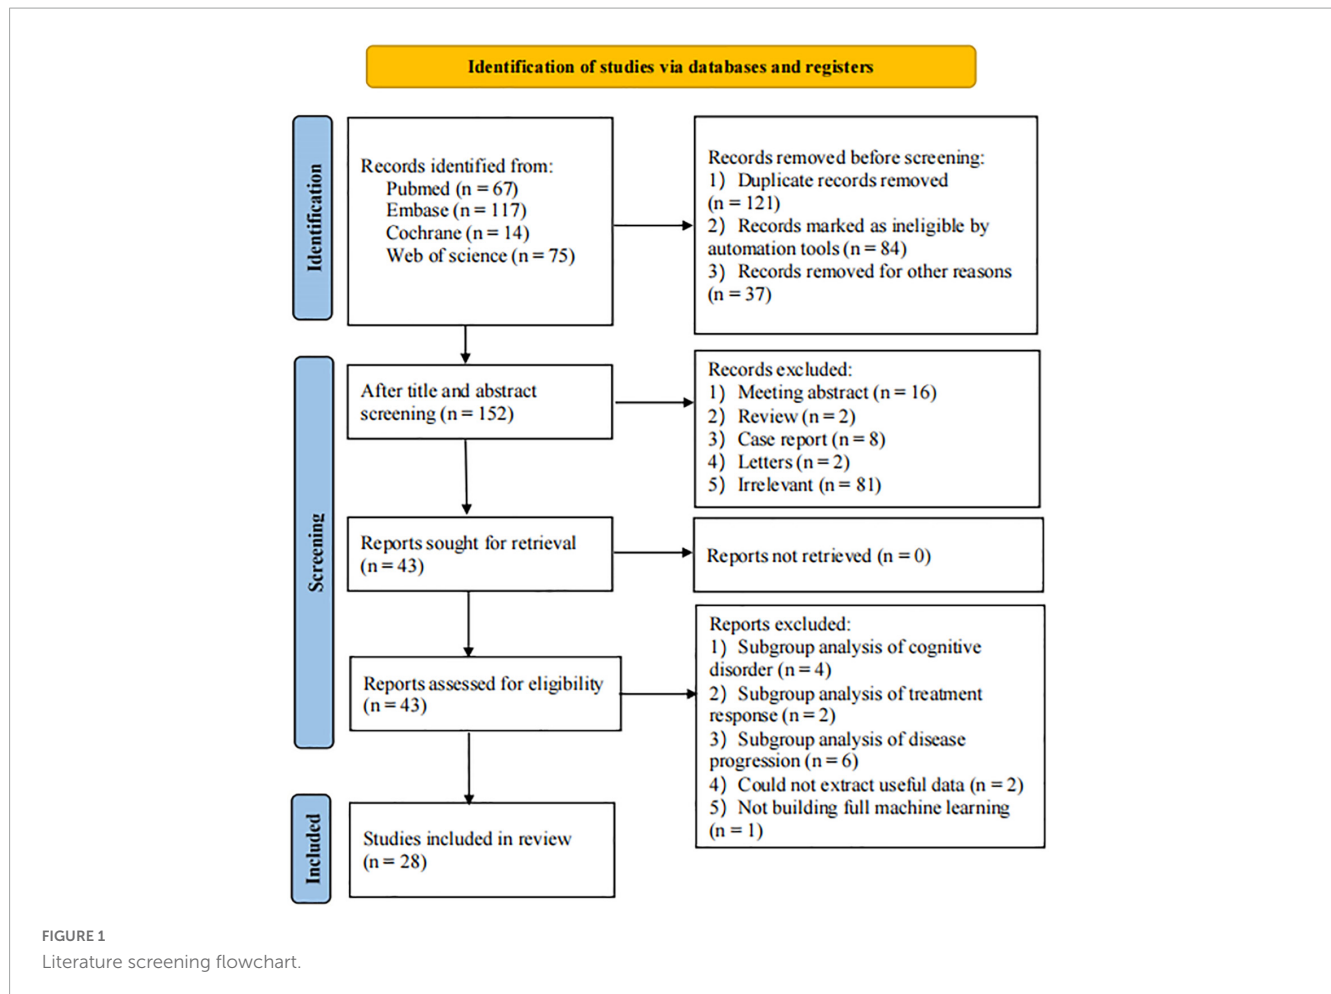 Identification of studies via databases and registers
Identification
Records identified from:
Pubmed (n = 67)
Embase (n = 117)
Cochrane (n = 14)
Web of science (n = 75)
Records removed before screening:
1) Duplicate records removed
(n = 121)
2) Records marked as ineligible by
automation tools (n = 84)
3) Records removed for other reasons
(n = 37)
Screening
After title and abstract
screening (n = 152)
Records excluded:
1) Meeting abstract (n = 16)
2) Review (n = 2)
3) Case report (n = 8)
4) Letters (n = 2)
5) Irrelevant (n = 81)
Reports sought for retrieval
(n = 43)
Reports not retrieved (n = 0)
Reports assessed for eligibility
(n = 43)
Reports excluded:
1) Subgroup analysis of cognitive
disorder (n = 4)
2) Subgroup analysis of treatment
response (n = 2)
3) Subgroup analysis of disease
progression (n = 6)
4) Could not extract useful data (n = 2)
5) Not building full machine learning
(n = 1)
Included
Studies included in review
(n = 28)
FIGURE 1
Literature screening flowchart.